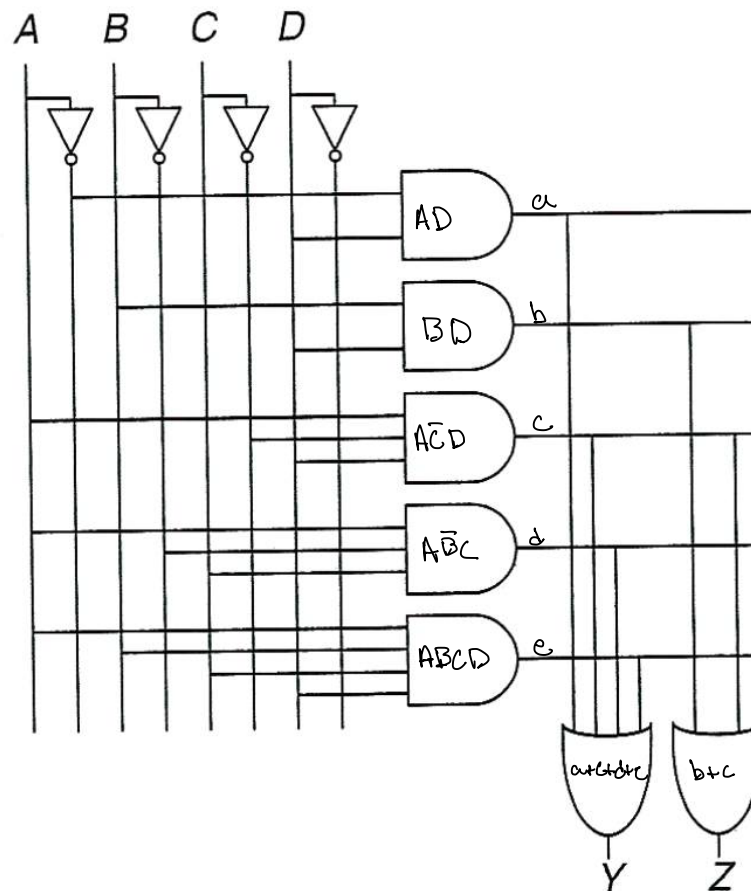 A B C D
AD a
BD b
AC̄D c
AB̄C d
ABCD e
a+c+d+e b+c
Y Z